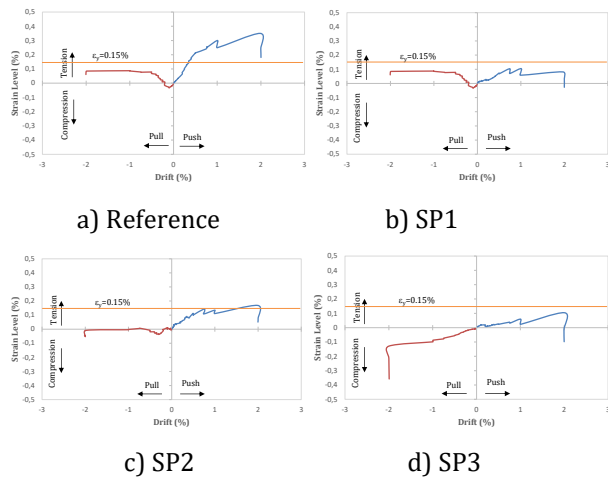 0,5
0,4
0,3
0,2
0,1
0
-0,1
-0,2
-0,3
-0,4
-0,5
Strain Level (%)
Tension
Compression
εy=0.15%
Pull
Push
-3 -2 -1 0 1 2 3
Drift (%)
a) Reference
0,5
0,4
0,3
0,2
0,1
0
-0,1
-0,2
-0,3
-0,4
-0,5
Strain Level (%)
Tension
Compression
εy=0.15%
Pull
Push
-3 -2 -1 0 1 2 3
Drift (%)
b) SP1
0,5
0,4
0,3
0,2
0,1
0
-0,1
-0,2
-0,3
-0,4
-0,5
Strain Level (%)
Tension
Compression
εy=0.15%
Pull
Push
-3 -2 -1 0 1 2 3
Drift (%)
c) SP2
0,5
0,4
0,3
0,2
0,1
0
-0,1
-0,2
-0,3
-0,4
-0,5
Strain Level (%)
Tension
Compression
εy=0.15%
Pull
Push
-3 -2 -1 0 1 2 3
Drift (%)
d) SP3